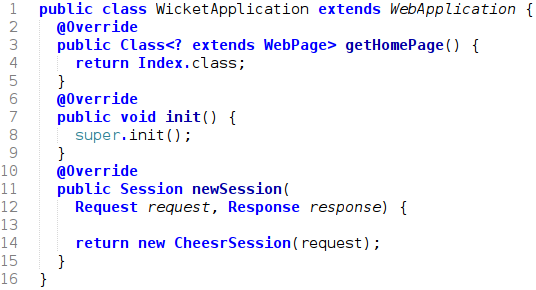 1 public class WicketApplication extends WebApplication {
2   @Override
3   public Class<? extends WebPage> getHomePage() {
4     return Index.class;
5   }
6   @Override
7   public void init() {
8     super.init();
9   }
10   @Override
11   public Session newSession(
12     Request request, Response response) {
13
14     return new CheesrSession(request);
15   }
16 }